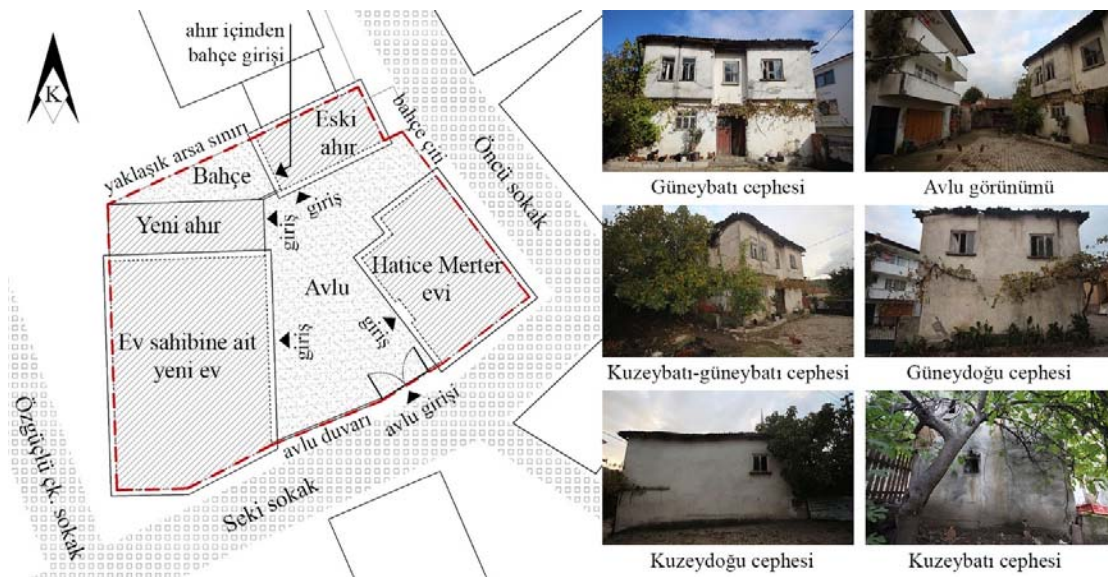 ahır içinden
bahçe girişi
K
yaklaşık arsa sınırı
Eski
ahır
bahçe çiti
Öncü sokak
Bahçe
giriş
Yeni ahır
giriş
Hatice Merter
evi
Avlu
giriş
Ev sahibine ait
yeni ev
giriş
avlu girişi
avlu duvarı
Özgüçlü çk. sokak
Seki sokak
Güneybatı cephesi
Avlu görünümü
Kuzeybatı-güneybatı cephesi
Güneydoğu cephesi
Kuzeydoğu cephesi
Kuzeybatı cephesi